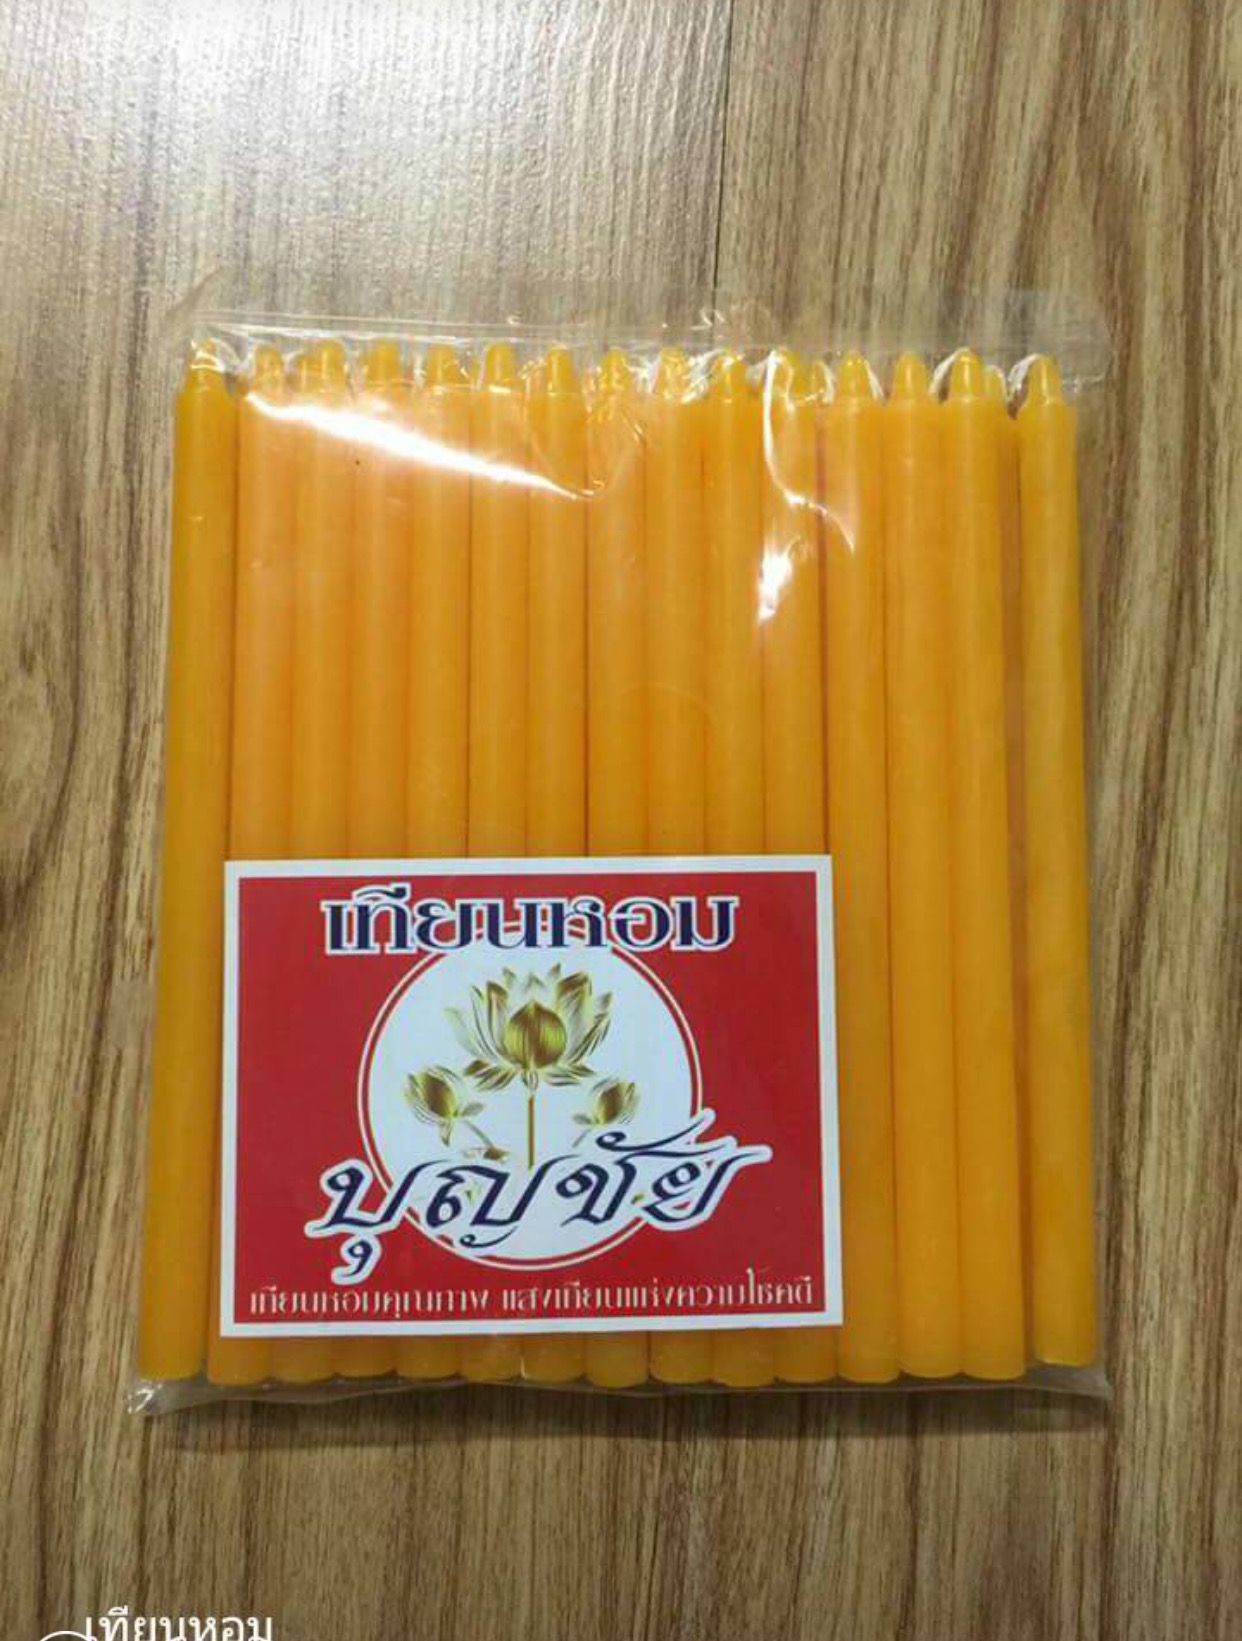 เทียนหอม
บุญชัย
เทียนหอมคุณภาพ แสงเทียนแห่งความโชคดี
เทียนหอม